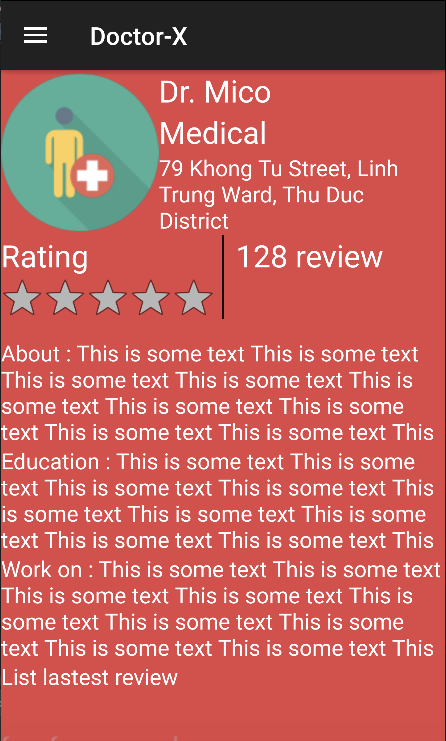 Doctor-X
Dr. Mico
Medical
79 Khong Tu Street, Linh
Trung Ward, Thu Duc
District
Rating
128 review
About : This is some text This is some text
This is some text This is some text This is
some text This is some text This is some
text This is some text This is some text This
Education : This is some text This is some
text This is some text This is some text This
is some text This is some text This is some
text This is some text This is some text This
Work on : This is some text This is some text
This is some text This is some text This is
some text This is some text This is some
text This is some text This is some text This
List lastest review